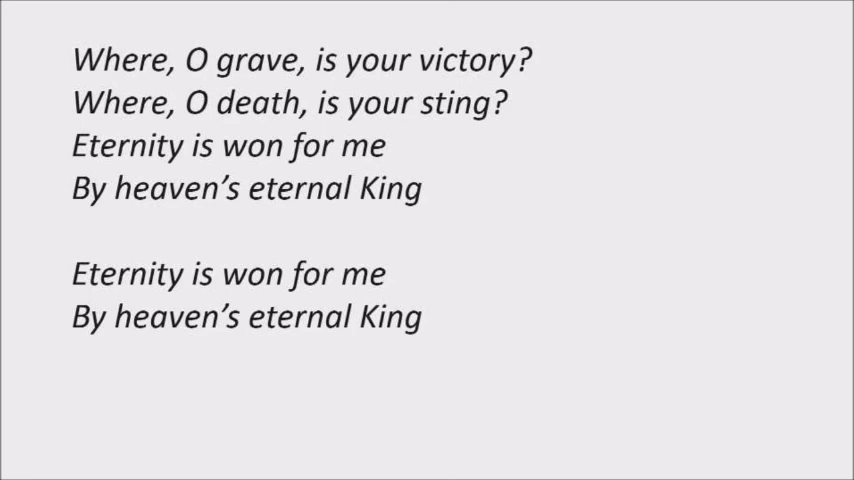 Where, O grave, is your victory?
Where, O death, is your sting?
Eternity is won for me
By heaven’s eternal King
Eternity is won for me
By heaven’s eternal King